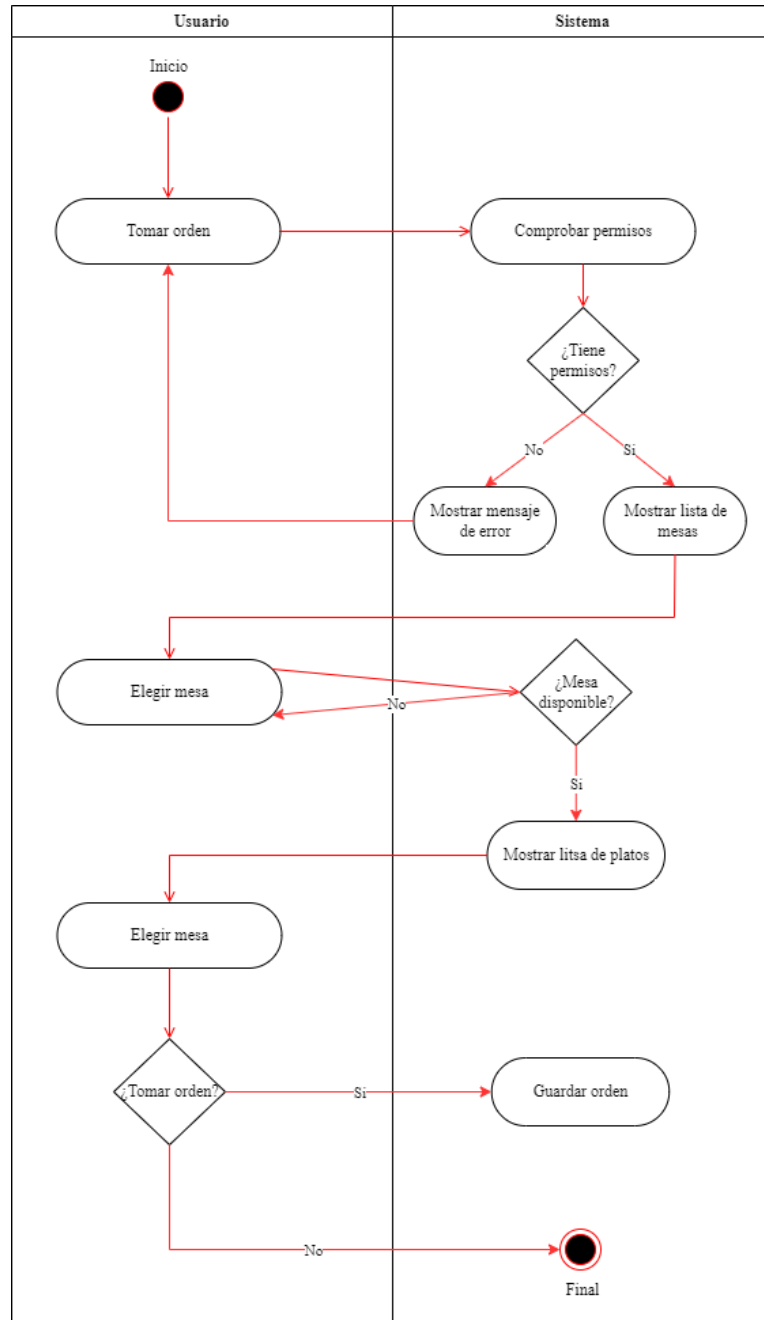 Usuario
Sistema
Inicio
Tomar orden
Comprobar permisos
¿Tiene
permisos?
No
Si
Mostrar mensaje
de error
Mostrar lista de
mesas
Elegir mesa
¿Mesa
disponible?
No
Si
Mostrar litsa de platos
Elegir mesa
¿Tomar orden?
Si
Guardar orden
No
Final